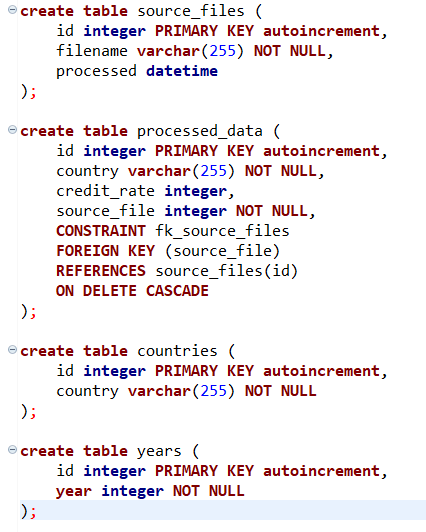 create table source_files (
id integer PRIMARY KEY autoincrement,
filename varchar(255) NOT NULL,
processed datetime
);
create table processed_data (
id integer PRIMARY KEY autoincrement,
country varchar(255) NOT NULL,
credit_rate integer,
source_file integer NOT NULL,
CONSTRAINT fk_source_files
FOREIGN KEY (source_file)
REFERENCES source_files(id)
ON DELETE CASCADE
);
create table countries (
id integer PRIMARY KEY autoincrement,
country varchar(255) NOT NULL
);
create table years (
id integer PRIMARY KEY autoincrement,
year integer NOT NULL
);